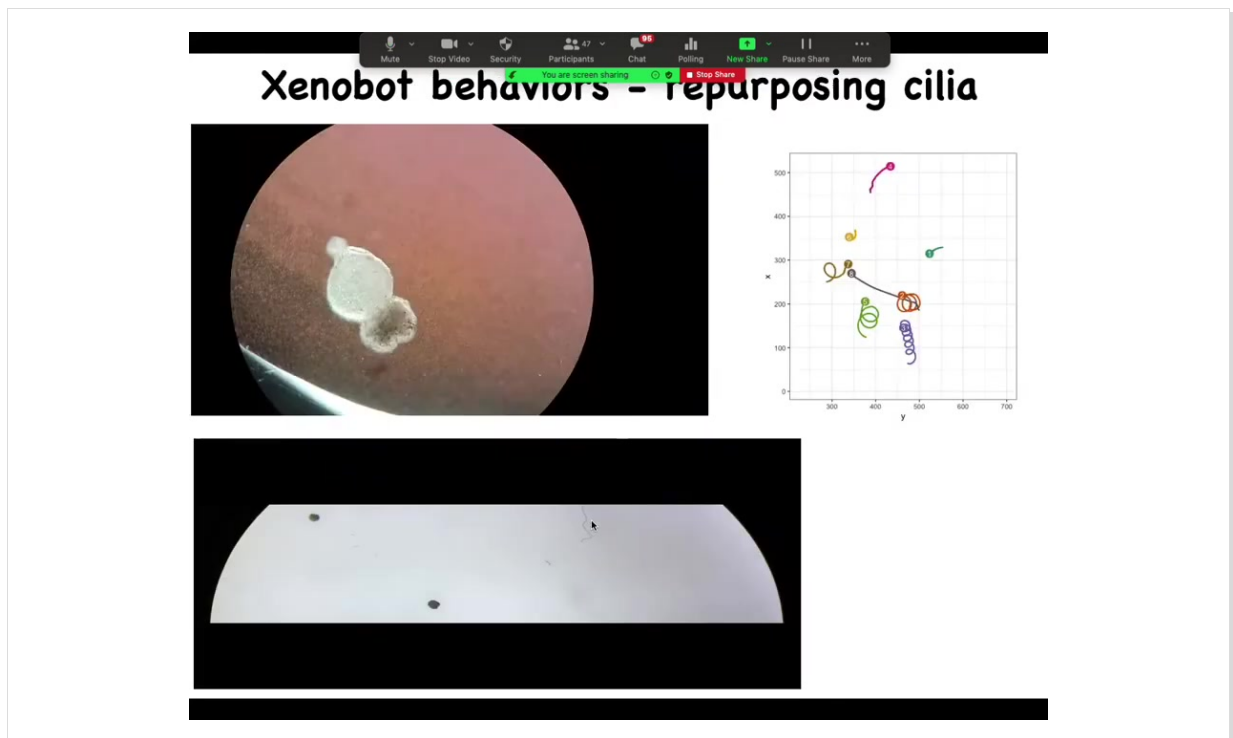 47
95
Mute
Stop Video
Security
Participants
Chat
Polling
New Share
Pause Share
More
You are screen sharing
Stop Share
Xenobot behaviors – repurposing cilia
500
400
300
200
100
0
x
300
400
500
600
700
y